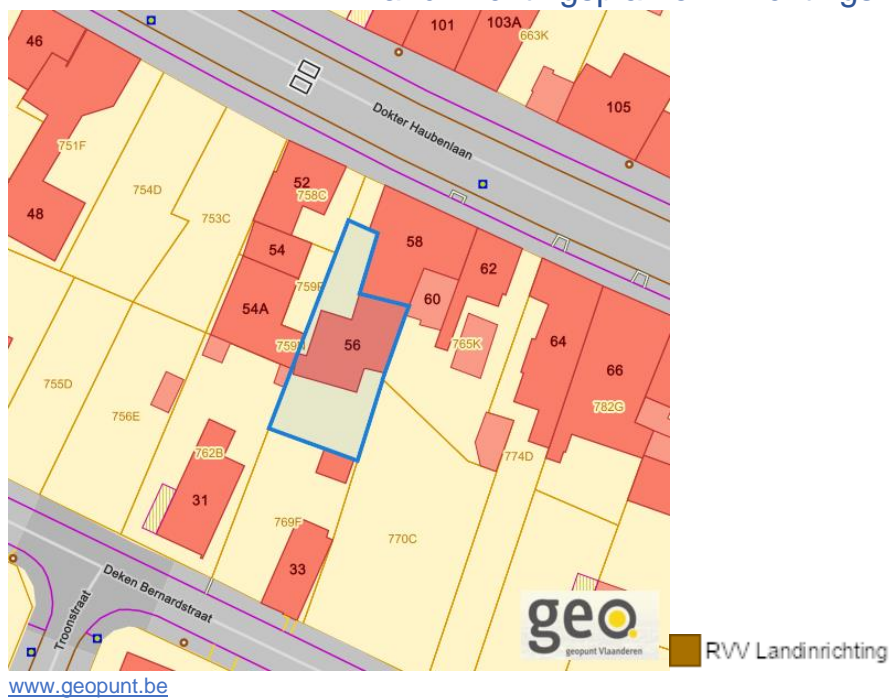 46
101
103A
663K
105
Dokter Haubenlaan
751F
754D
753C
48
52
758C
54
759P
54A
759N
58
62
60
56
765K
64
66
782G
755D
756E
762B
31
774D
769F
770C
33
Deken Bernardstraat
Troonstraat
geo
geopunt Vlaanderen
RVV Landinrichting
www.geopunt.be